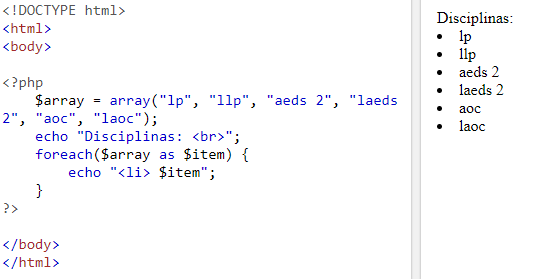 <!DOCTYPE html>
<html>
<body>
<?php
$array = array("lp", "llp", "aeds 2", "laeds
2", "aoc", "laoc");
echo "Disciplinas: <br>";
foreach($array as $item) {
echo "<li> $item";
}
?>
</body>
</html>
Disciplinas:
• lp
• llp
• aeds 2
• laeds 2
• aoc
• laoc